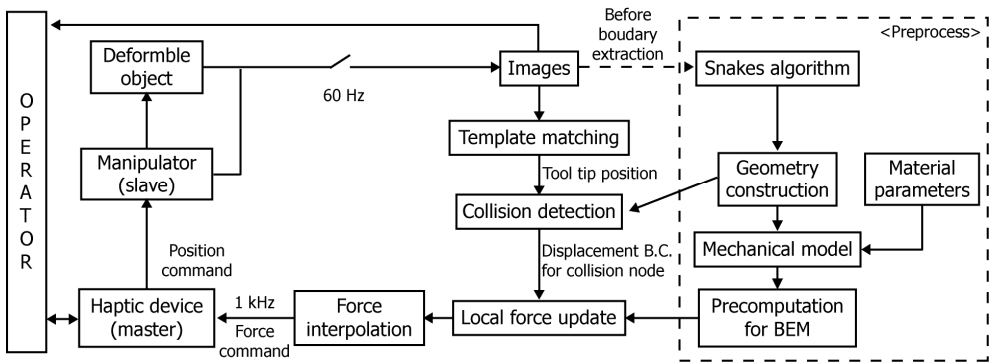 OPERATOR
Deformble
object
Manipulator
(slave)
Position
command
Haptic device
(master)
60 Hz
1 kHz
Force
command
Force
interpolation
Images
Template matching
Tool tip position
Collision detection
Displacement B.C.
for collision node
Local force update
Before
boudary
extraction
<Preprocess>
Snakes algorithm
Geometry
construction
Material
parameters
Mechanical model
Precomputation
for BEM